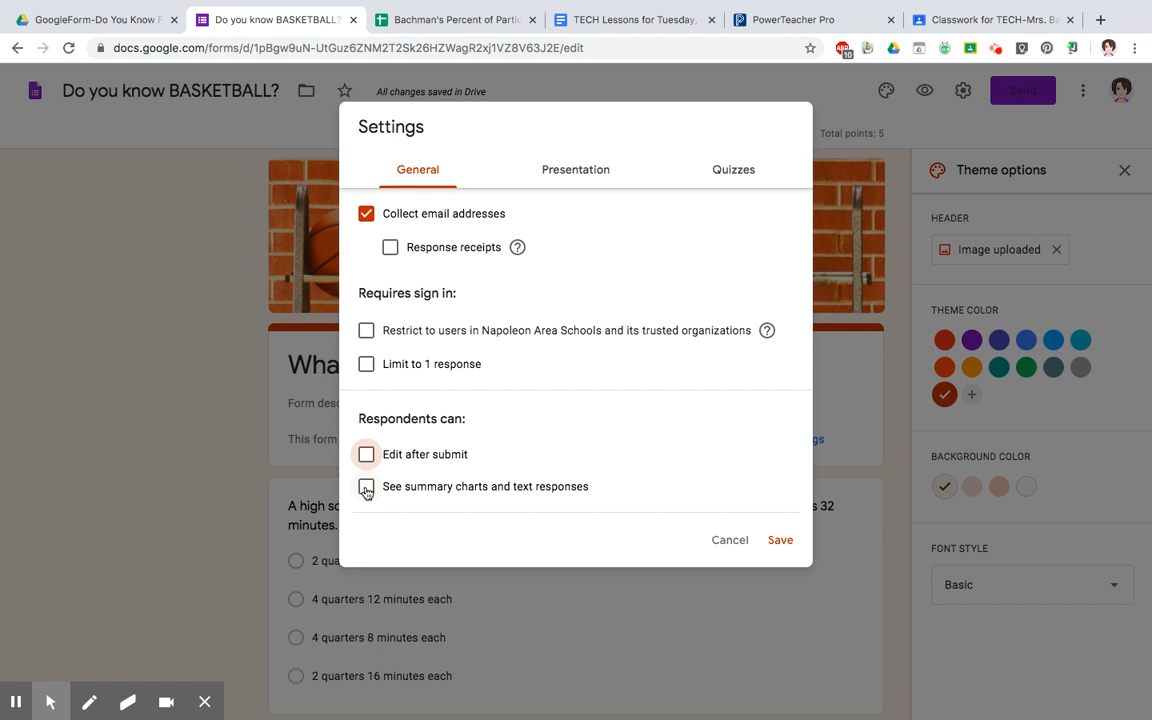 GoogleForm-Do You Know F
Do you know BASKETBALL?
Bachman's Percent of Partic
TECH Lessons for Tuesday,
PowerTeacher Pro
Classwork for TECH-Mrs. Ba
docs.google.com/forms/d/1pBgw9uN-UtGuz6ZNM2T2Sk26HZWagR2xj1VZ8V63J2E/edit
10
Do you know BASKETBALL?
All changes saved in Drive
Send
Total points: 5
Settings
General
Presentation
Quizzes
Collect email addresses
Response receipts
Requires sign in:
Restrict to users in Napoleon Area Schools and its trusted organizations
Limit to 1 response
Respondents can:
Edit after submit
See summary charts and text responses
Cancel
Save
Wha
Form desc
This form
gs
A high sc
s 32
minutes.
2 qua
4 quarters 12 minutes each
4 quarters 8 minutes each
2 quarters 16 minutes each
Theme options
HEADER
Image uploaded
THEME COLOR
BACKGROUND COLOR
FONT STYLE
Basic